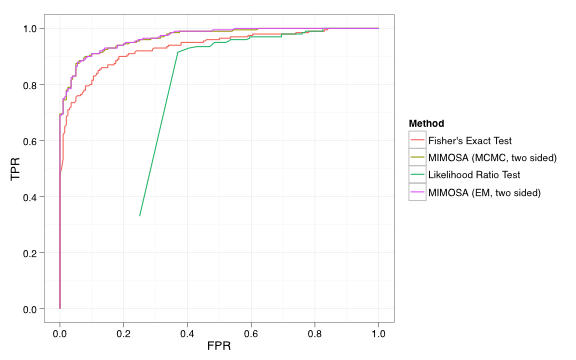 1.0
0.8
0.6
0.4
0.2
0.0
TPR
0.0 0.2 0.4 0.6 0.8 1.0
FPR
Method
Fisher's Exact Test
MIMOSA (MCMC, two sided)
Likelihood Ratio Test
MIMOSA (EM, two sided)